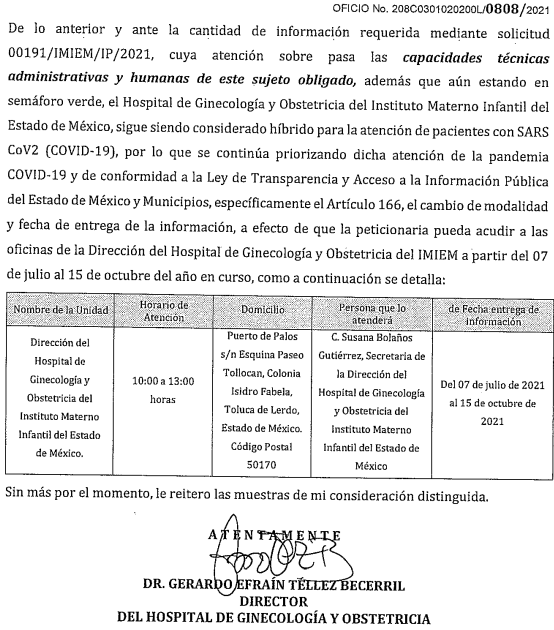 OFICIO No. 208C0301020200L/0808/2021
De lo anterior y ante la cantidad de información requerida mediante solicitud
00191/IMIEM/IP/2021, cuya atención sobre pasa las capacidades técnicas
administrativas y humanas de este sujeto obligado, además que aún estando en
semáforo verde, el Hospital de Ginecología y Obstetricia del Instituto Materno Infantil del
Estado de México, sigue siendo considerado híbrido para la atención de pacientes con SARS
CoV2 (COVID-19), por lo que se continúa priorizando dicha atención de la pandemia
COVID-19 y de conformidad a la Ley de Transparencia y Acceso a la Información Pública
del Estado de México y Municipios, específicamente el Artículo 166, el cambio de modalidad
y fecha de entrega de la información, a efecto de que la peticionaria pueda acudir a las
oficinas de la Dirección del Hospital de Ginecología y Obstetricia del IMIEM a partir del 07
de julio al 15 de octubre del año en curso, como a continuación se detalla:
Nombre de la Unidad
Horario de
Atención
Domicilio
Persona que lo
atenderá
de Fecha entrega de
información
Dirección del
Hospital de
Ginecología y
Obstetricia del
Instituto Materno
Infantil del Estado
de México.
10:00 a 13:00
horas
Puerto de Palos
s/n Esquina Paseo
Tollocan, Colonia
Isidro Fabela,
Toluca de Lerdo,
Estado de México.
Código Postal
50170
C. Susana Bolaños
Gutiérrez, Secretaria de
la Dirección del
Hospital de Ginecología
y Obstetricia del
Instituto Materno
Infantil del Estado de
México
Del 07 de julio de 2021
al 15 de octubre de
2021
Sin más por el momento, le reitero las muestras de mi consideración distinguida.
ATENTAMENTE
DR. GERARDO EFRAÍN TÉLLEZ BECERRIL
DIRECTOR
DEL HOSPITAL DE GINECOLOGÍA Y OBSTETRICIA